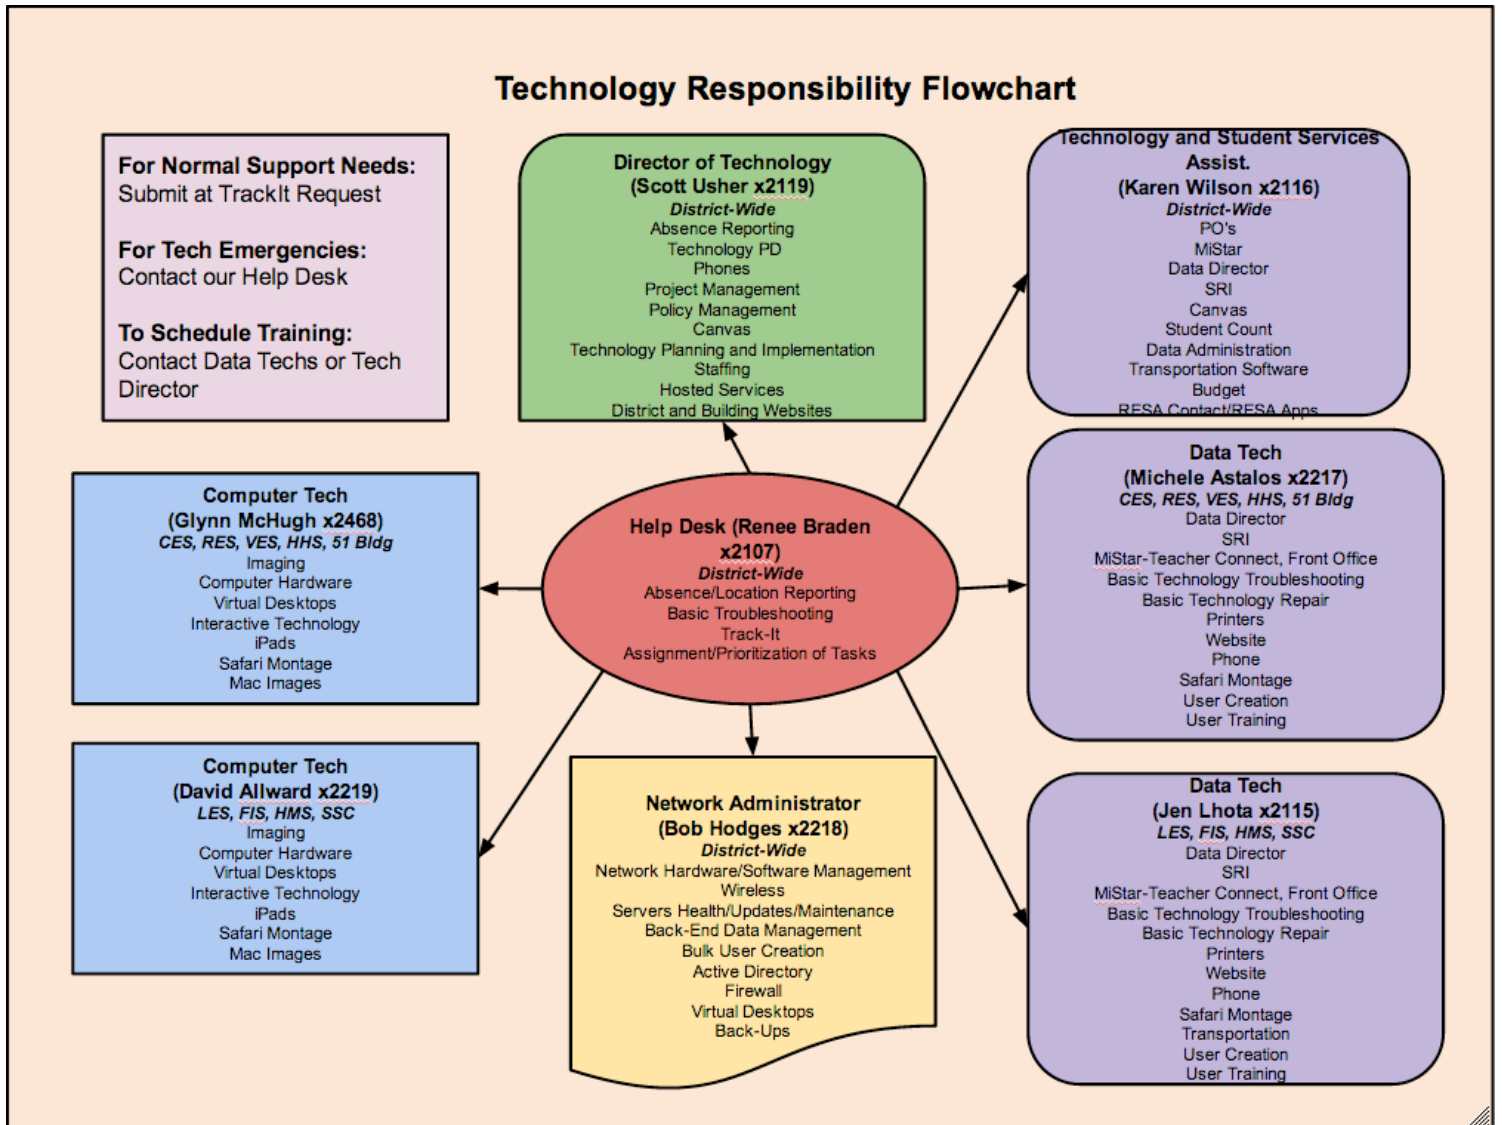 Technology Responsibility Flowchart
For Normal Support Needs:
Submit at TrackIt Request
For Tech Emergencies:
Contact our Help Desk
To Schedule Training:
Contact Data Techs or Tech
Director
Director of Technology
(Scott Usher x2119)
District-Wide
Absence Reporting
Technology PD
Phones
Project Management
Policy Management
Canvas
Technology Planning and Implementation
Staffing
Hosted Services
District and Building Websites
Technology and Student Services
Assist.
(Karen Wilson x2116)
District-Wide
PO's
MiStar
Data Director
SRI
Canvas
Student Count
Data Administration
Transportation Software
Budget
RESA Contact/RESA Apps
Computer Tech
(Glynn McHugh x2468)
CES, RES, VES, HHS, 51 Bldg
Imaging
Computer Hardware
Virtual Desktops
Interactive Technology
iPads
Safari Montage
Mac Images
Help Desk (Renee Braden
x2107)
District-Wide
Absence/Location Reporting
Basic Troubleshooting
Track-It
Assignment/Prioritization of Tasks
Data Tech
(Michele Astalos x2217)
CES, RES, VES, HHS, 51 Bldg
Data Director
SRI
MiStar-Teacher Connect, Front Office
Basic Technology Troubleshooting
Basic Technology Repair
Printers
Website
Phone
Safari Montage
User Creation
User Training
Computer Tech
(David Allward x2219)
LES, FIS, HMS, SSC
Imaging
Computer Hardware
Virtual Desktops
Interactive Technology
iPads
Safari Montage
Mac Images
Network Administrator
(Bob Hodges x2218)
District-Wide
Network Hardware/Software Management
Wireless
Servers Health/Updates/Maintenance
Back-End Data Management
Bulk User Creation
Active Directory
Firewall
Virtual Desktops
Back-Ups
Data Tech
(Jen Lhota x2115)
LES, FIS, HMS, SSC
Data Director
SRI
MiStar-Teacher Connect, Front Office
Basic Technology Troubleshooting
Basic Technology Repair
Printers
Website
Phone
Safari Montage
Transportation
User Creation
User Training